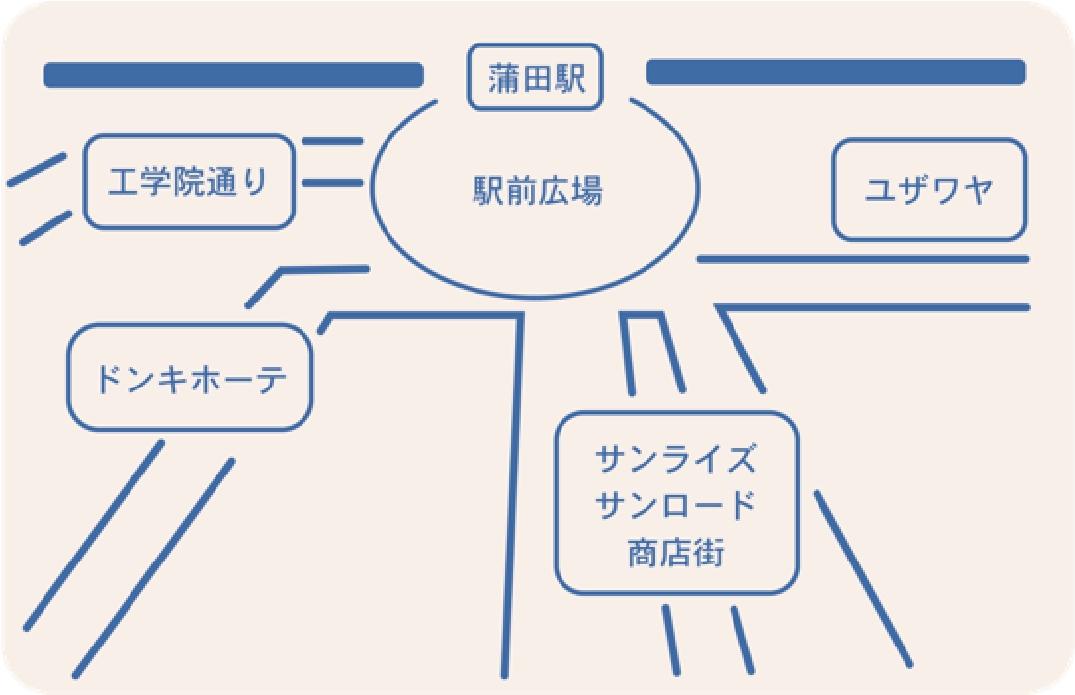 蒲田駅
工学院通り
駅前広場
ユザワヤ
ドンキホーテ
サンライズ
サンロード
商店街